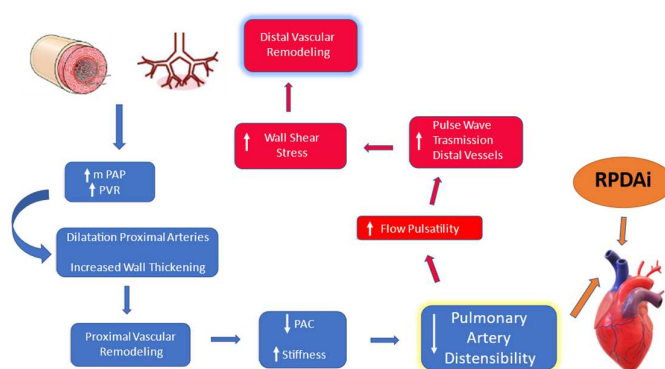 Distal Vascular
Remodeling
Wall Shear
Stress
Pulse Wave
Trasmission
Distal Vessels
m PAP
PVR
RPDAi
Flow Pulsatility
Dilatation Proximal Arteries
Increased Wall Thickening
Proximal Vascular
Remodeling
PAC
Stiffness
Pulmonary
Artery
Distensibility